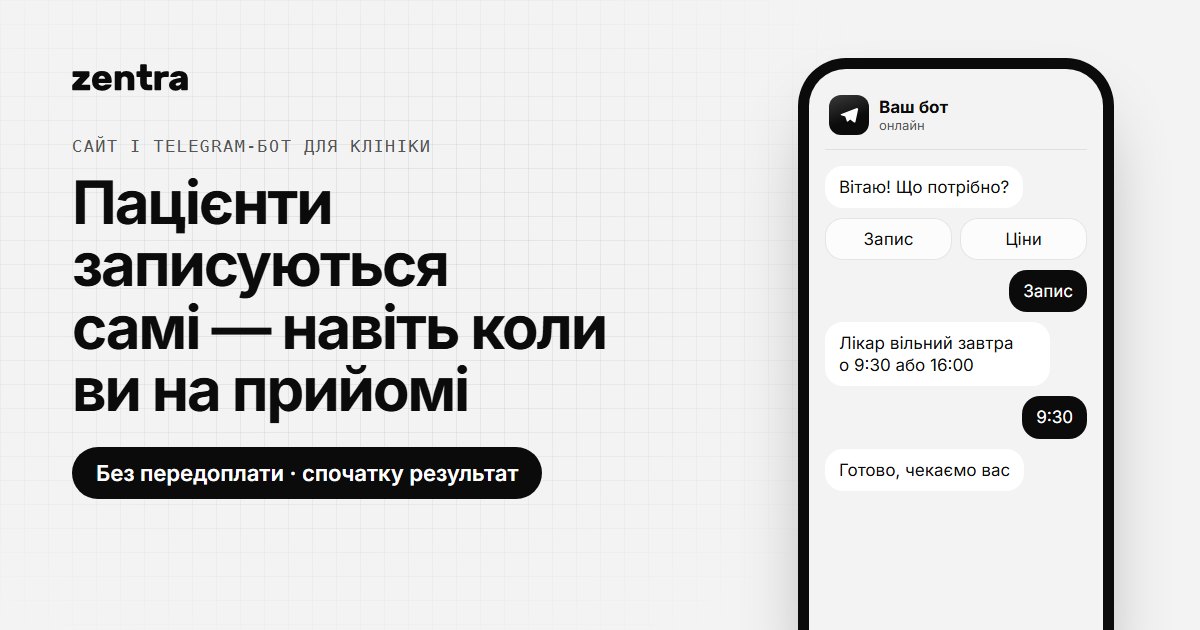 zentra
САЙТ І TELEGRAM-БОТ ДЛЯ КЛІНІКИ
Пацієнти
записуються
самі — навіть коли
ви на прийомі
Без передоплати · спочатку результат
Ваш бот
онлайн
Вітаю! Що потрібно?
Запис
Ціни
Запис
Лікар вільний завтра
о 9:30 або 16:00
9:30
Готово, чекаємо вас